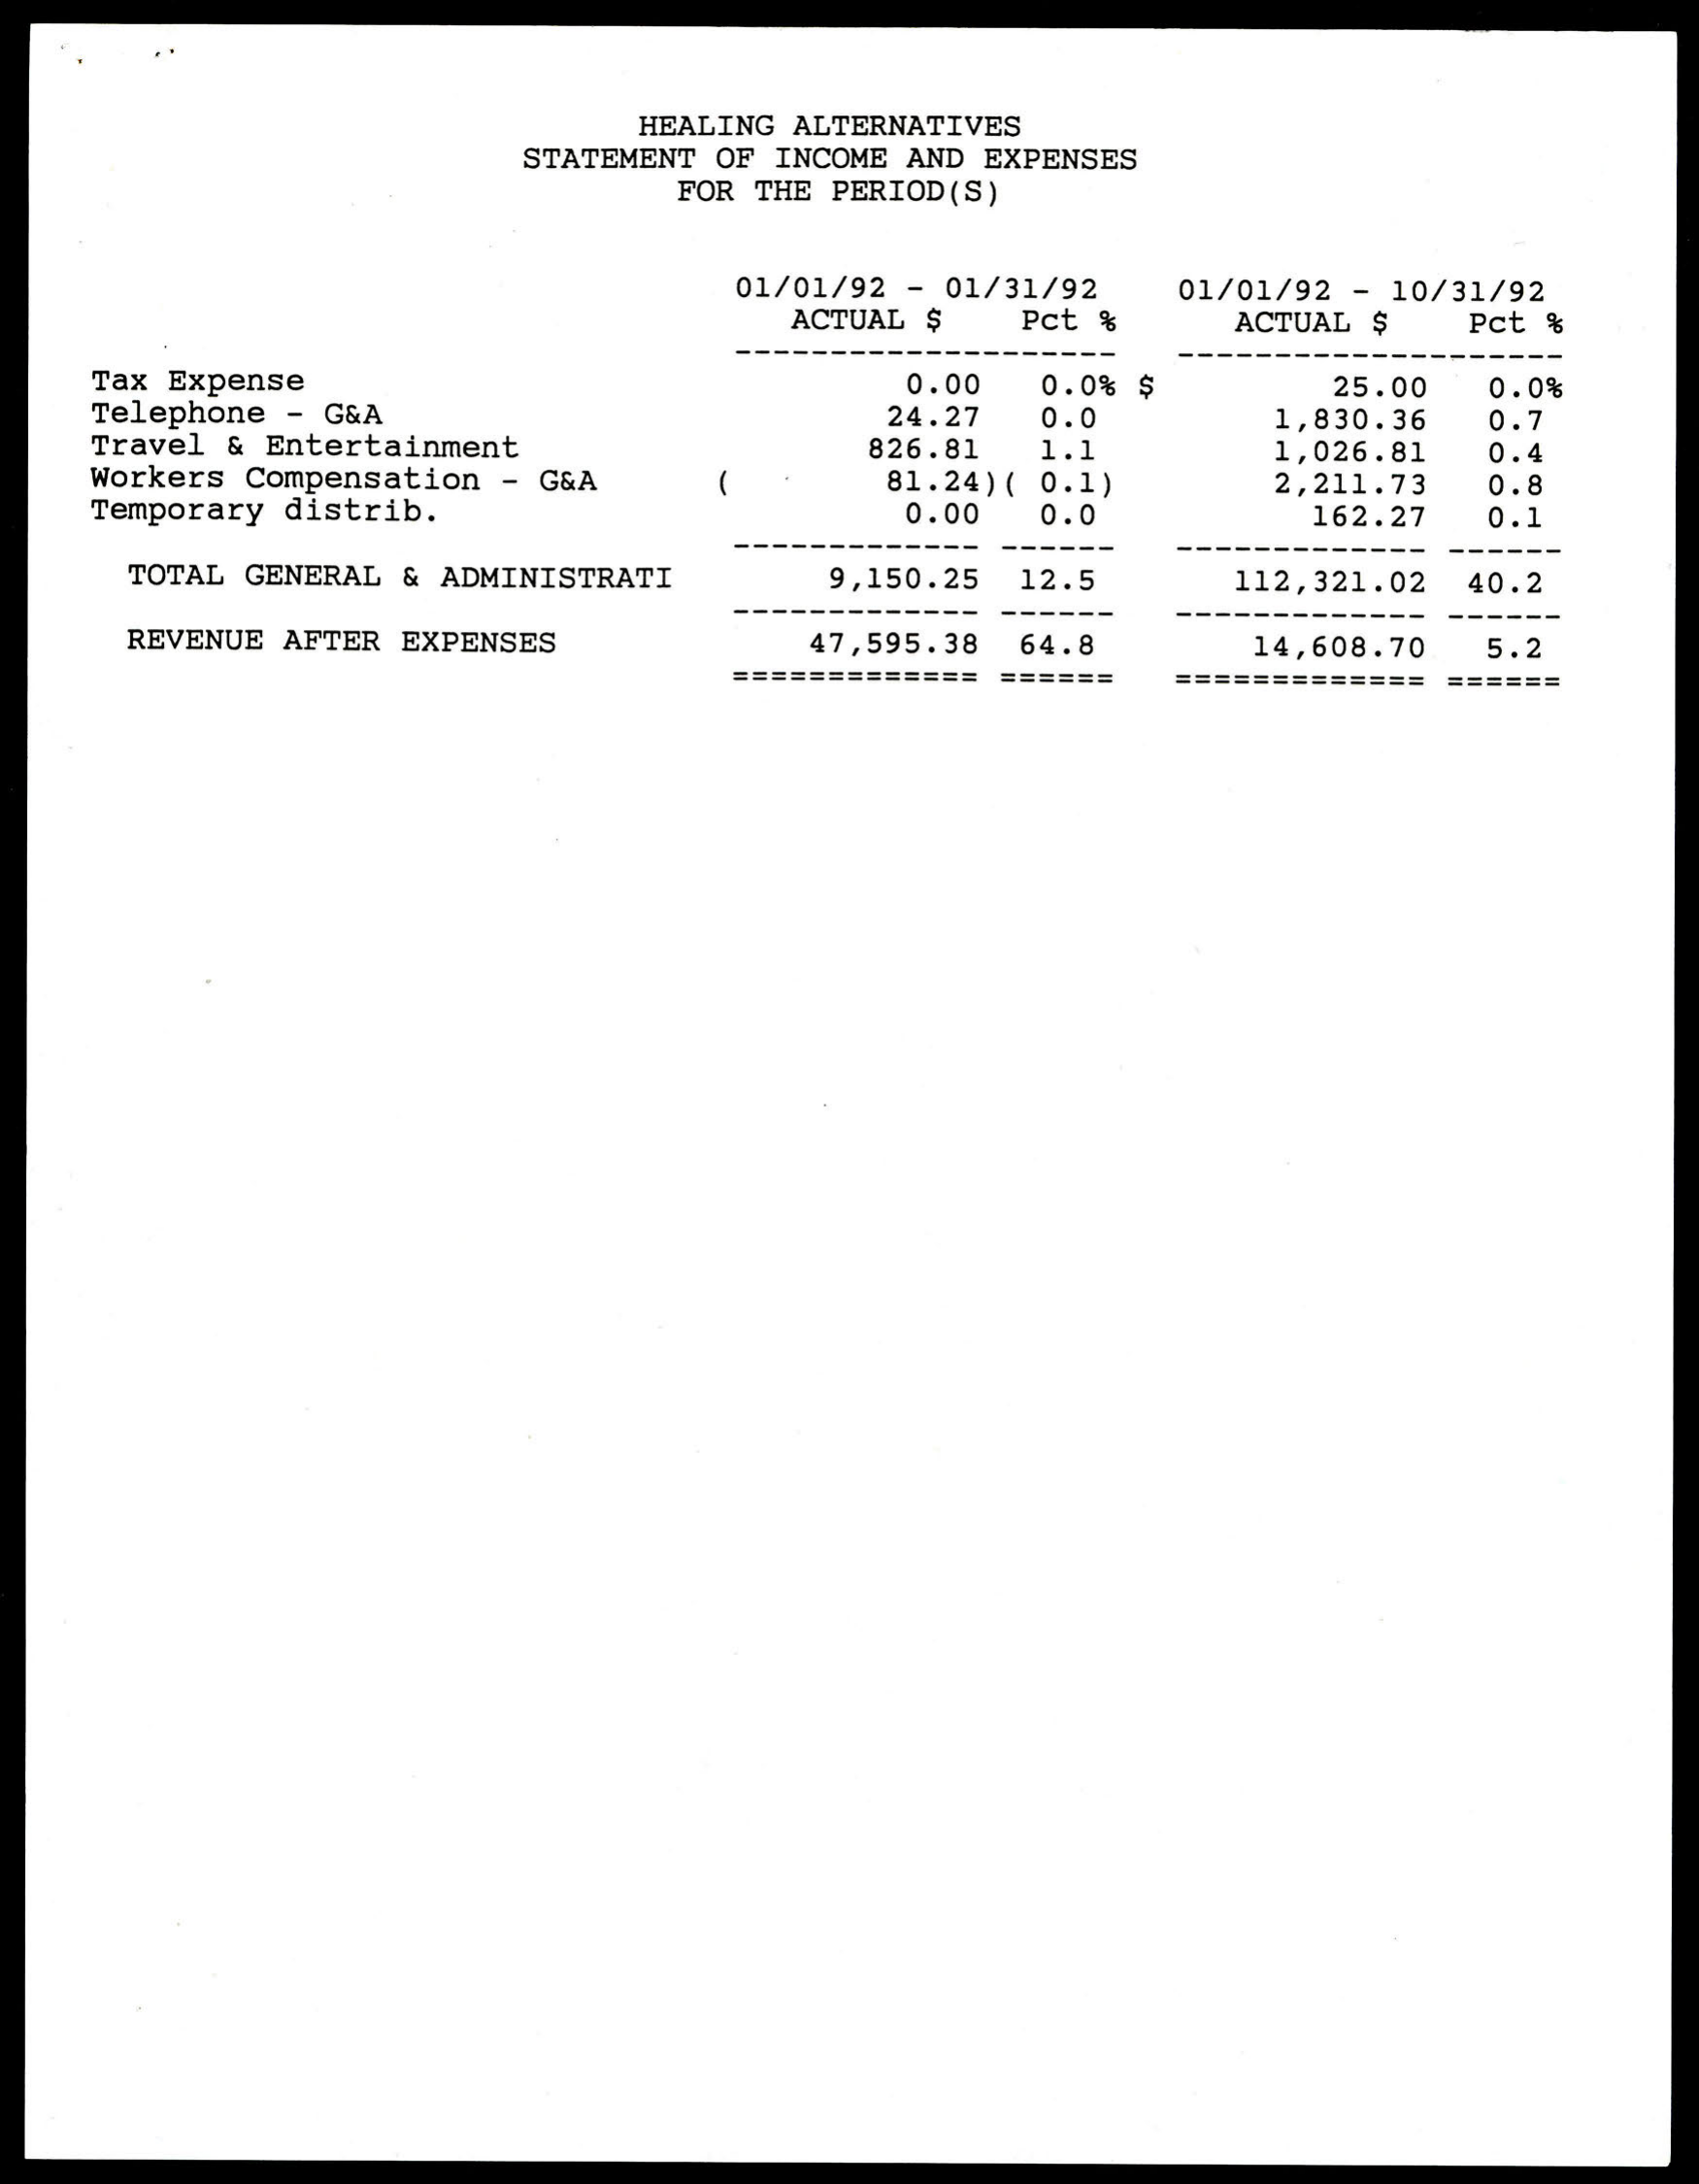 HEALING ALTERNATIVES
STATEMENT OF INCOME AND EXPENSES
FOR THE PERIOD(S)
01/01/92 - 01/31/92 01/01/92 - 10/31/92
ACTUAL $ Pct % ACTUAL $ Pct %
-------------------- --------------------
Tax Expense 0.00 0.0% $ 25.00 0.0%
Telephone - G&A 24.27 0.0 1,830.36 0.7
Travel & Entertainment 826.81 1.1 1,026.81 0.4
Workers Compensation - G&A ( 81.24)( 0.1) 2,211.73 0.8
Temporary distrib. 0.00 0.0 162.27 0.1
------------- ------ ------------- ------
TOTAL GENERAL & ADMINISTRATI 9,150.25 12.5 112,321.02 40.2
------------- ------ ------------- ------
REVENUE AFTER EXPENSES 47,595.38 64.8 14,608.70 5.2
============= ====== ============= ======